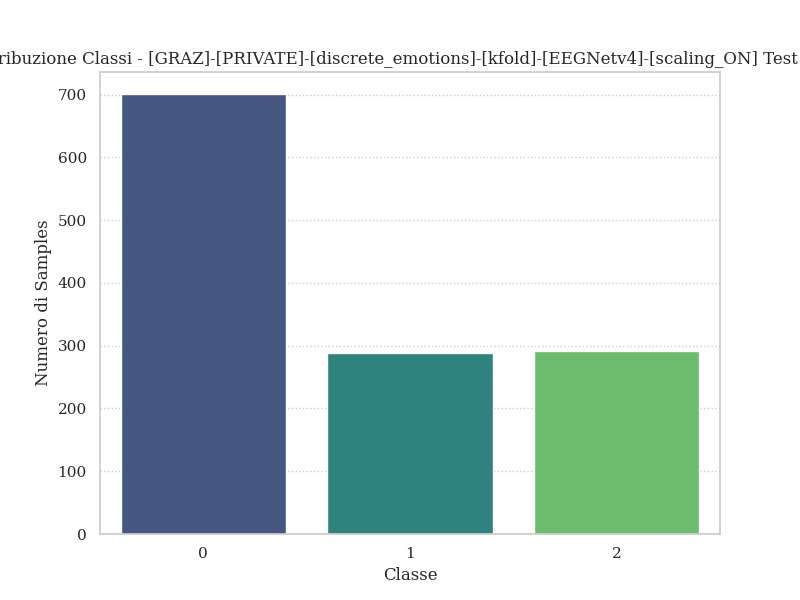 ribuzione Classi - [GRAZ]-[PRIVATE]-[discrete_emotions]-[kfold]-[EEGNetv4]-[scaling_ON] Test
700
600
500
400
300
200
100
0
Numero di Samples
0 1 2
Classe